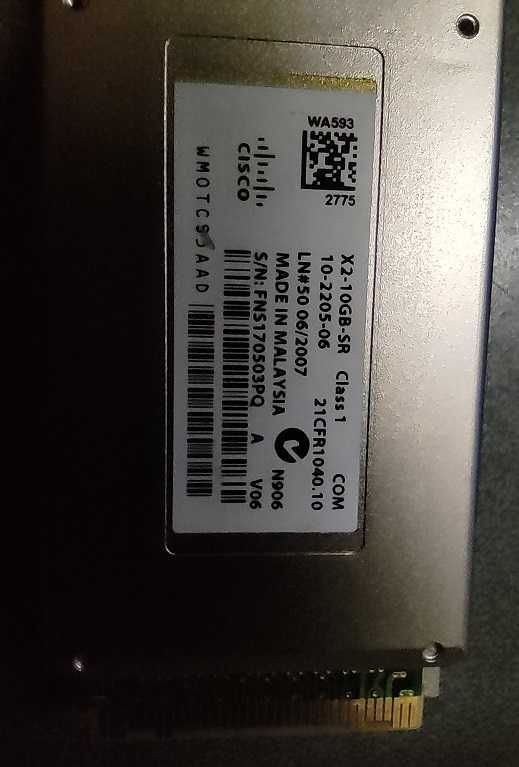 WA593
2775
CISCO
X2-10GB-SR Class 1 COM
10-2205-06 21CFR1040.10
LN#50 06/2007
MADE IN MALAYSIA N906
S/N: FNS170503PQ A V06